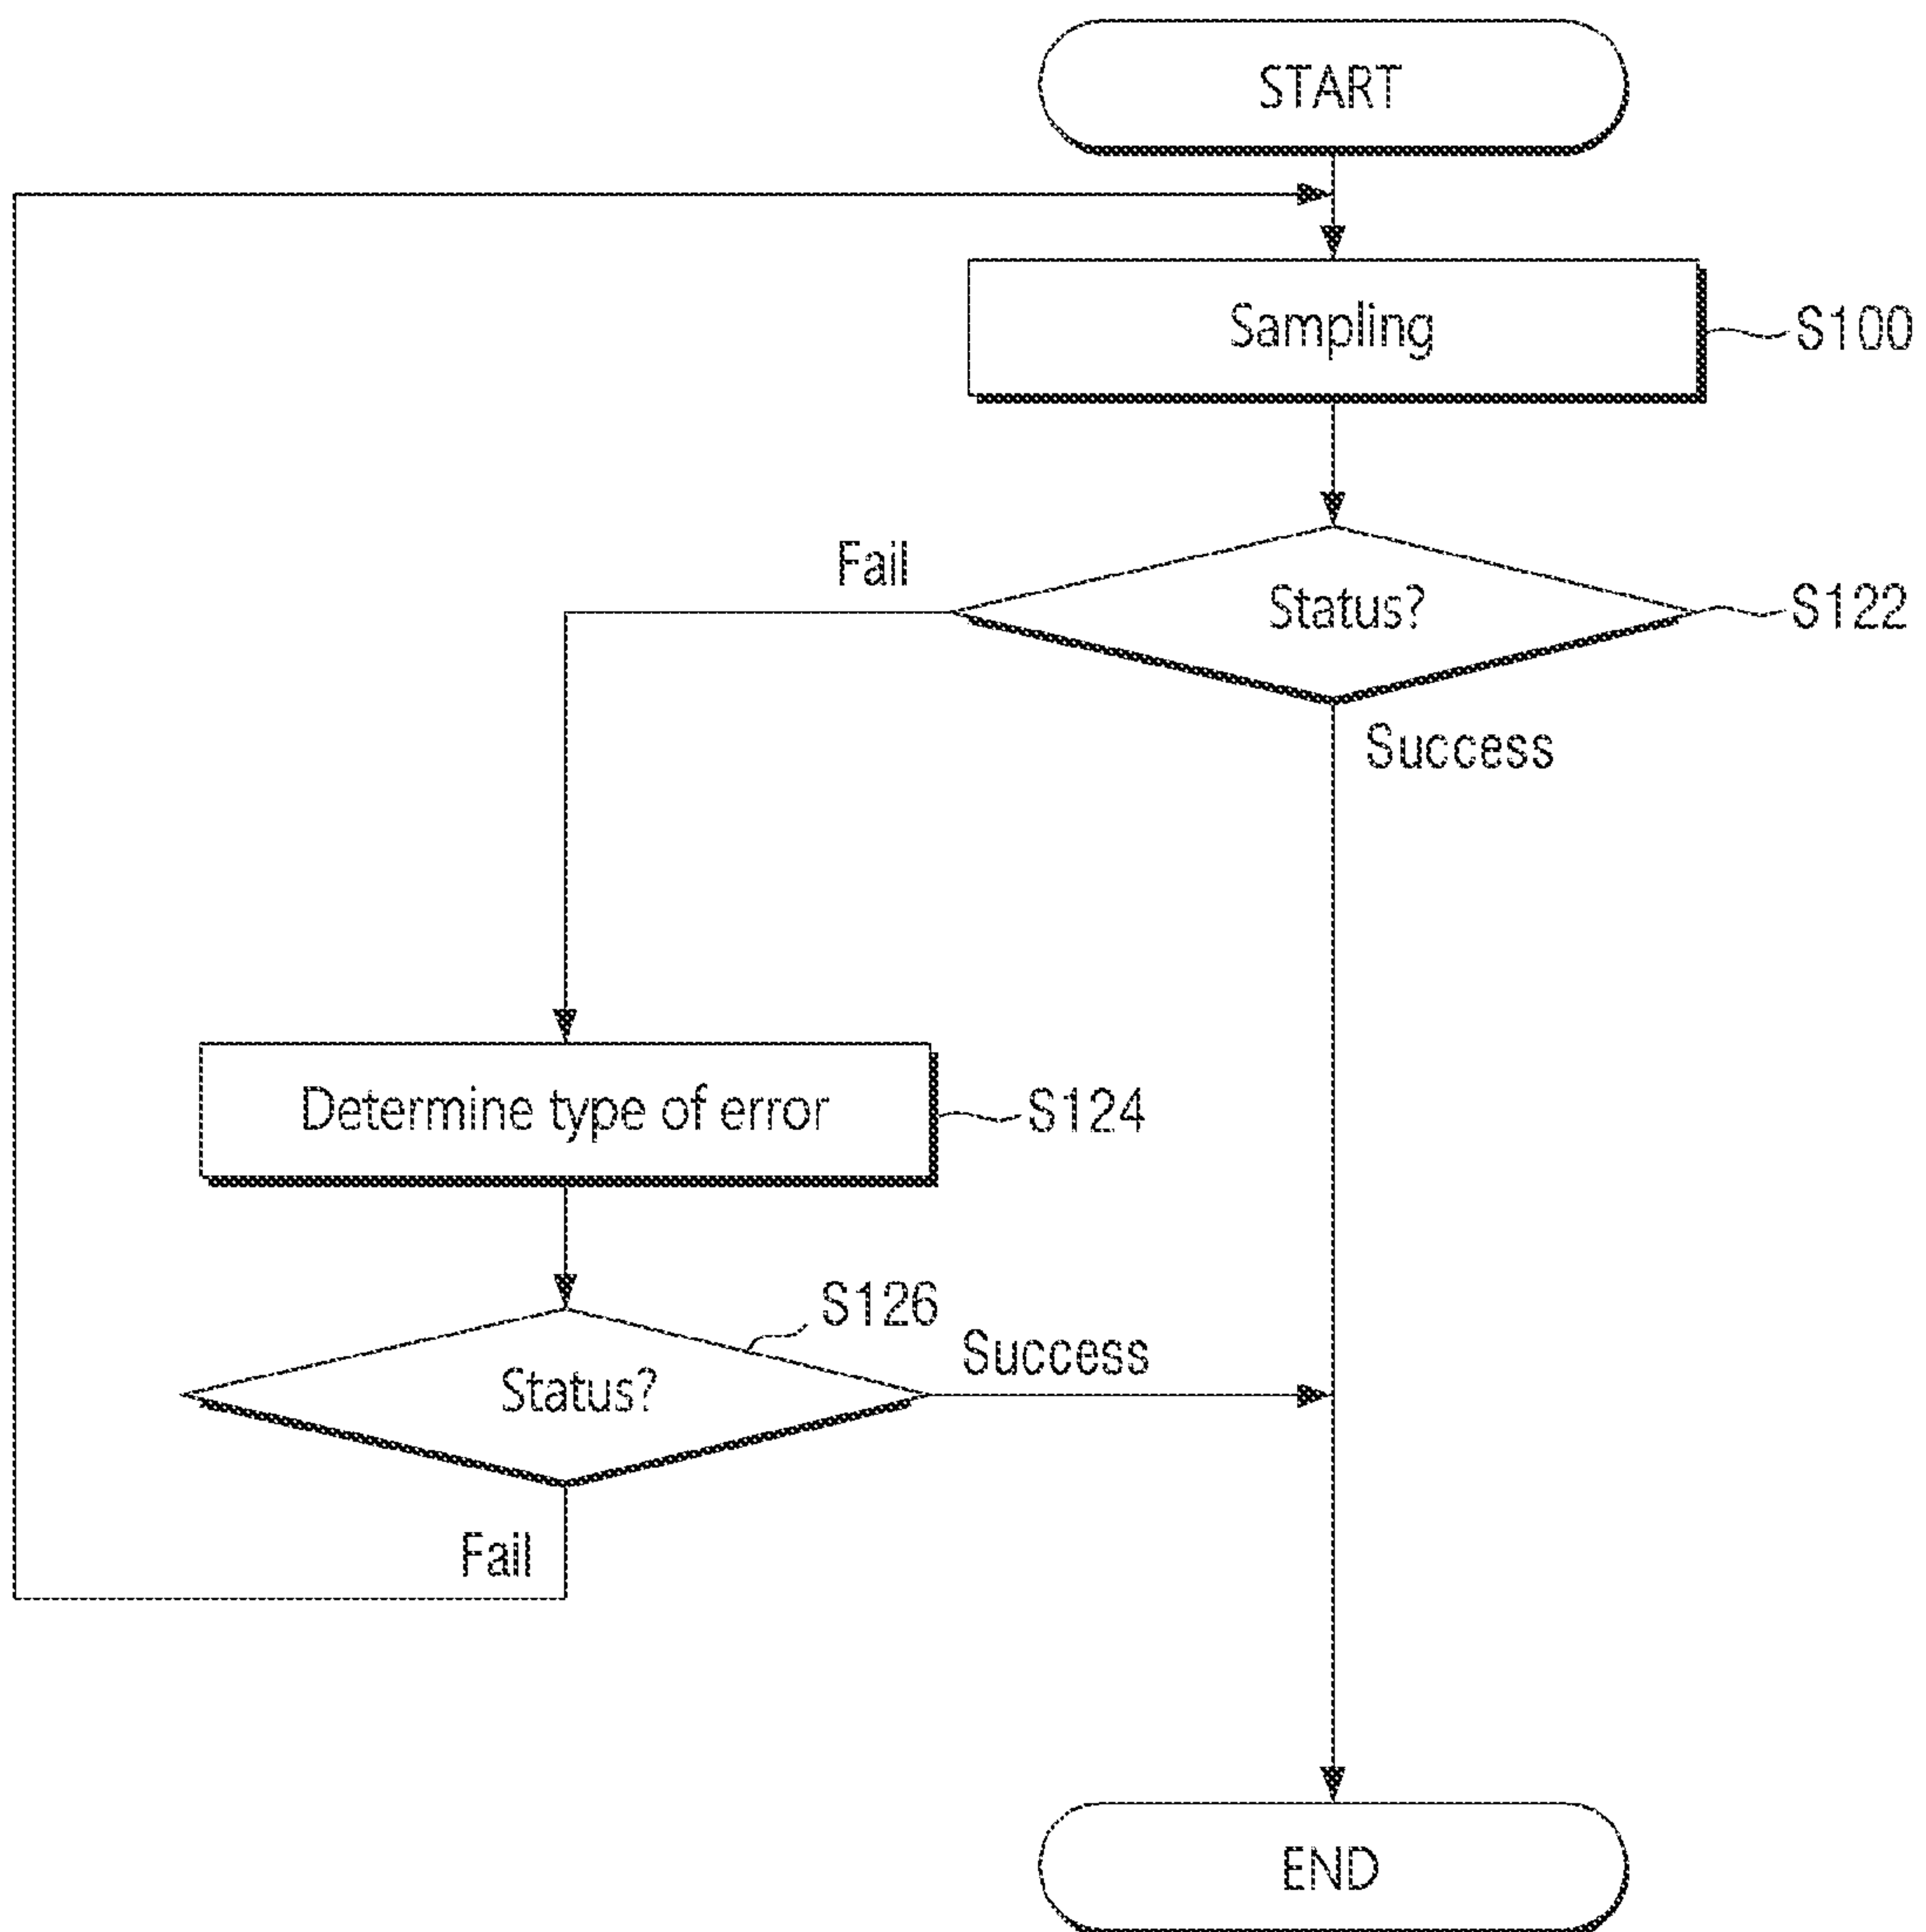 START
Sampling
S100
Fail
Status?
S122
Success
Determine type of error
S124
S126
Success
Status?
Fail
END